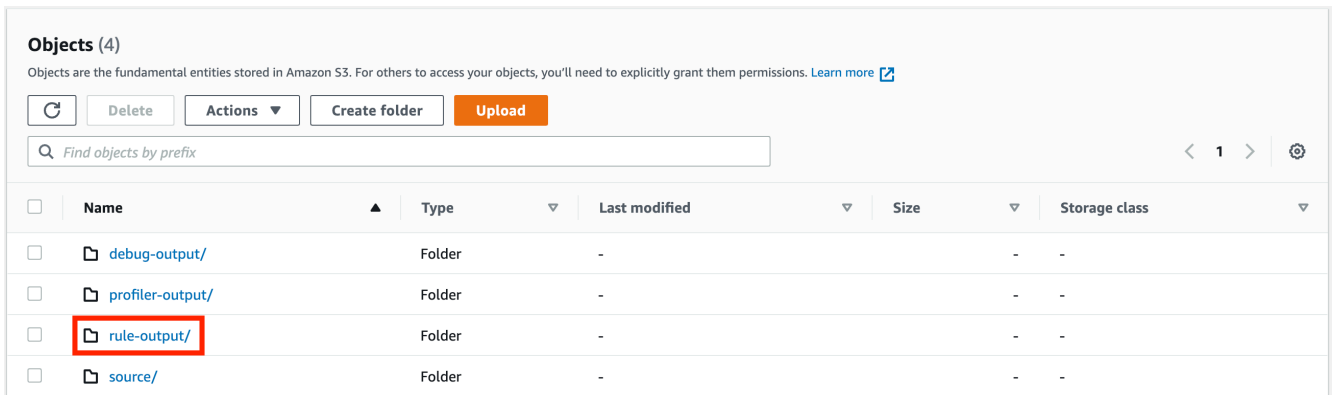 Objects (4)
Objects are the fundamental entities stored in Amazon S3. For others to access your objects, you'll need to explicitly grant them permissions. Learn more
Delete Actions Create folder Upload
Find objects by prefix 1
Name Type Last modified Size Storage class
debug-output/ Folder - - -
profiler-output/ Folder - - -
rule-output/ Folder - - -
source/ Folder - - -